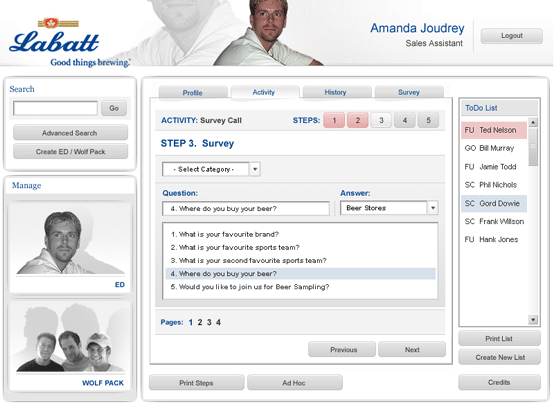 Labatt
Good things brewing.™
Amanda Joudrey
Sales Assistant
Logout
Search
Go
Advanced Search
Create ED / Wolf Pack
Manage
ED
WOLF PACK
Profile
Activity
History
Survey
ACTIVITY: Survey Call
STEPS: 1 2 3 4 5
STEP 3. Survey
- Select Category -
Question:
Answer:
4. Where do you buy your beer?
Beer Stores
1. What is your favourite brand?
2. What is your favourite sports team?
3. What is your second favourite sports team?
4. Where do you buy your beer?
5. Would you like to join us for Beer Sampling?
Pages: 1 2 3 4
Previous
Next
Print Steps
Ad Hoc
ToDo List
FU Ted Nelson
GO Bill Murray
FU Jamie Todd
SC Phil Nichols
SC Gord Dowie
SC Frank Willson
FU Hank Jones
Print List
Create New List
Credits